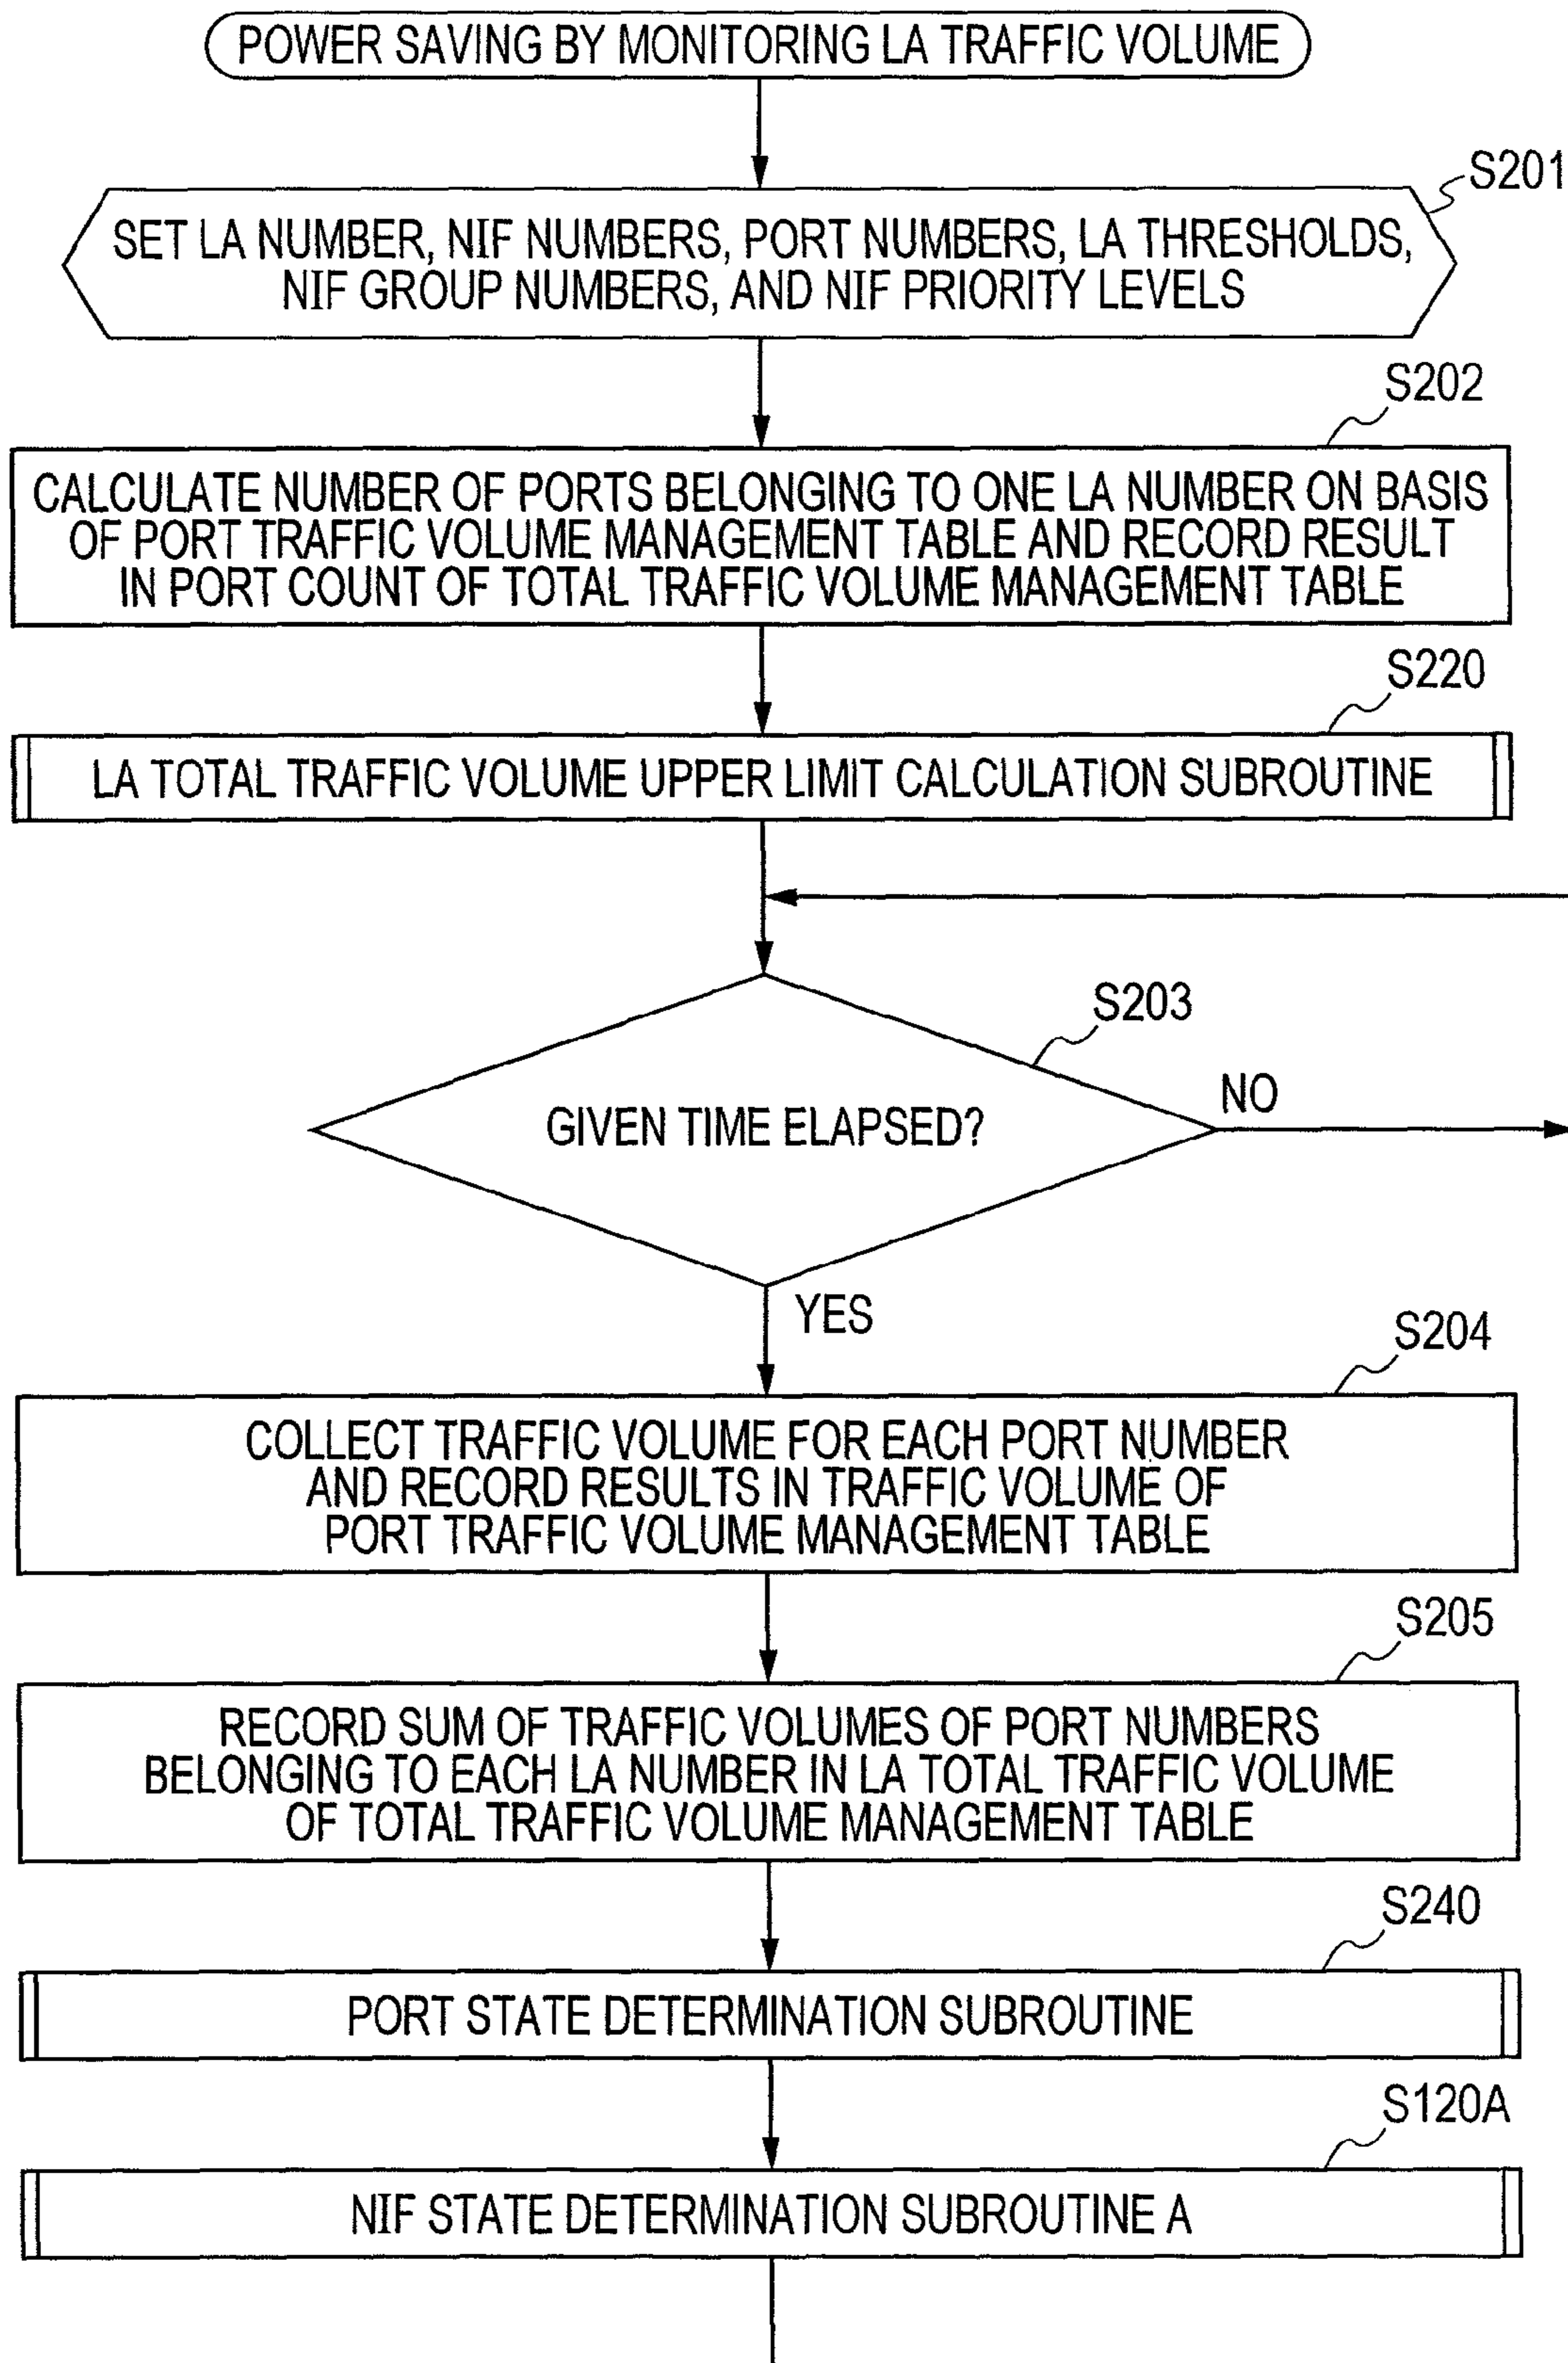 POWER SAVING BY MONITORING LA TRAFFIC VOLUME
S201
SET LA NUMBER, NIF NUMBERS, PORT NUMBERS, LA THRESHOLDS,
NIF GROUP NUMBERS, AND NIF PRIORITY LEVELS
S202
CALCULATE NUMBER OF PORTS BELONGING TO ONE LA NUMBER ON BASIS
OF PORT TRAFFIC VOLUME MANAGEMENT TABLE AND RECORD RESULT
IN PORT COUNT OF TOTAL TRAFFIC VOLUME MANAGEMENT TABLE
S220
LA TOTAL TRAFFIC VOLUME UPPER LIMIT CALCULATION SUBROUTINE
S203
GIVEN TIME ELAPSED?
NO
YES
S204
COLLECT TRAFFIC VOLUME FOR EACH PORT NUMBER
AND RECORD RESULTS IN TRAFFIC VOLUME OF
PORT TRAFFIC VOLUME MANAGEMENT TABLE
S205
RECORD SUM OF TRAFFIC VOLUMES OF PORT NUMBERS
BELONGING TO EACH LA NUMBER IN LA TOTAL TRAFFIC VOLUME
OF TOTAL TRAFFIC VOLUME MANAGEMENT TABLE
S240
PORT STATE DETERMINATION SUBROUTINE
S120A
NIF STATE DETERMINATION SUBROUTINE A